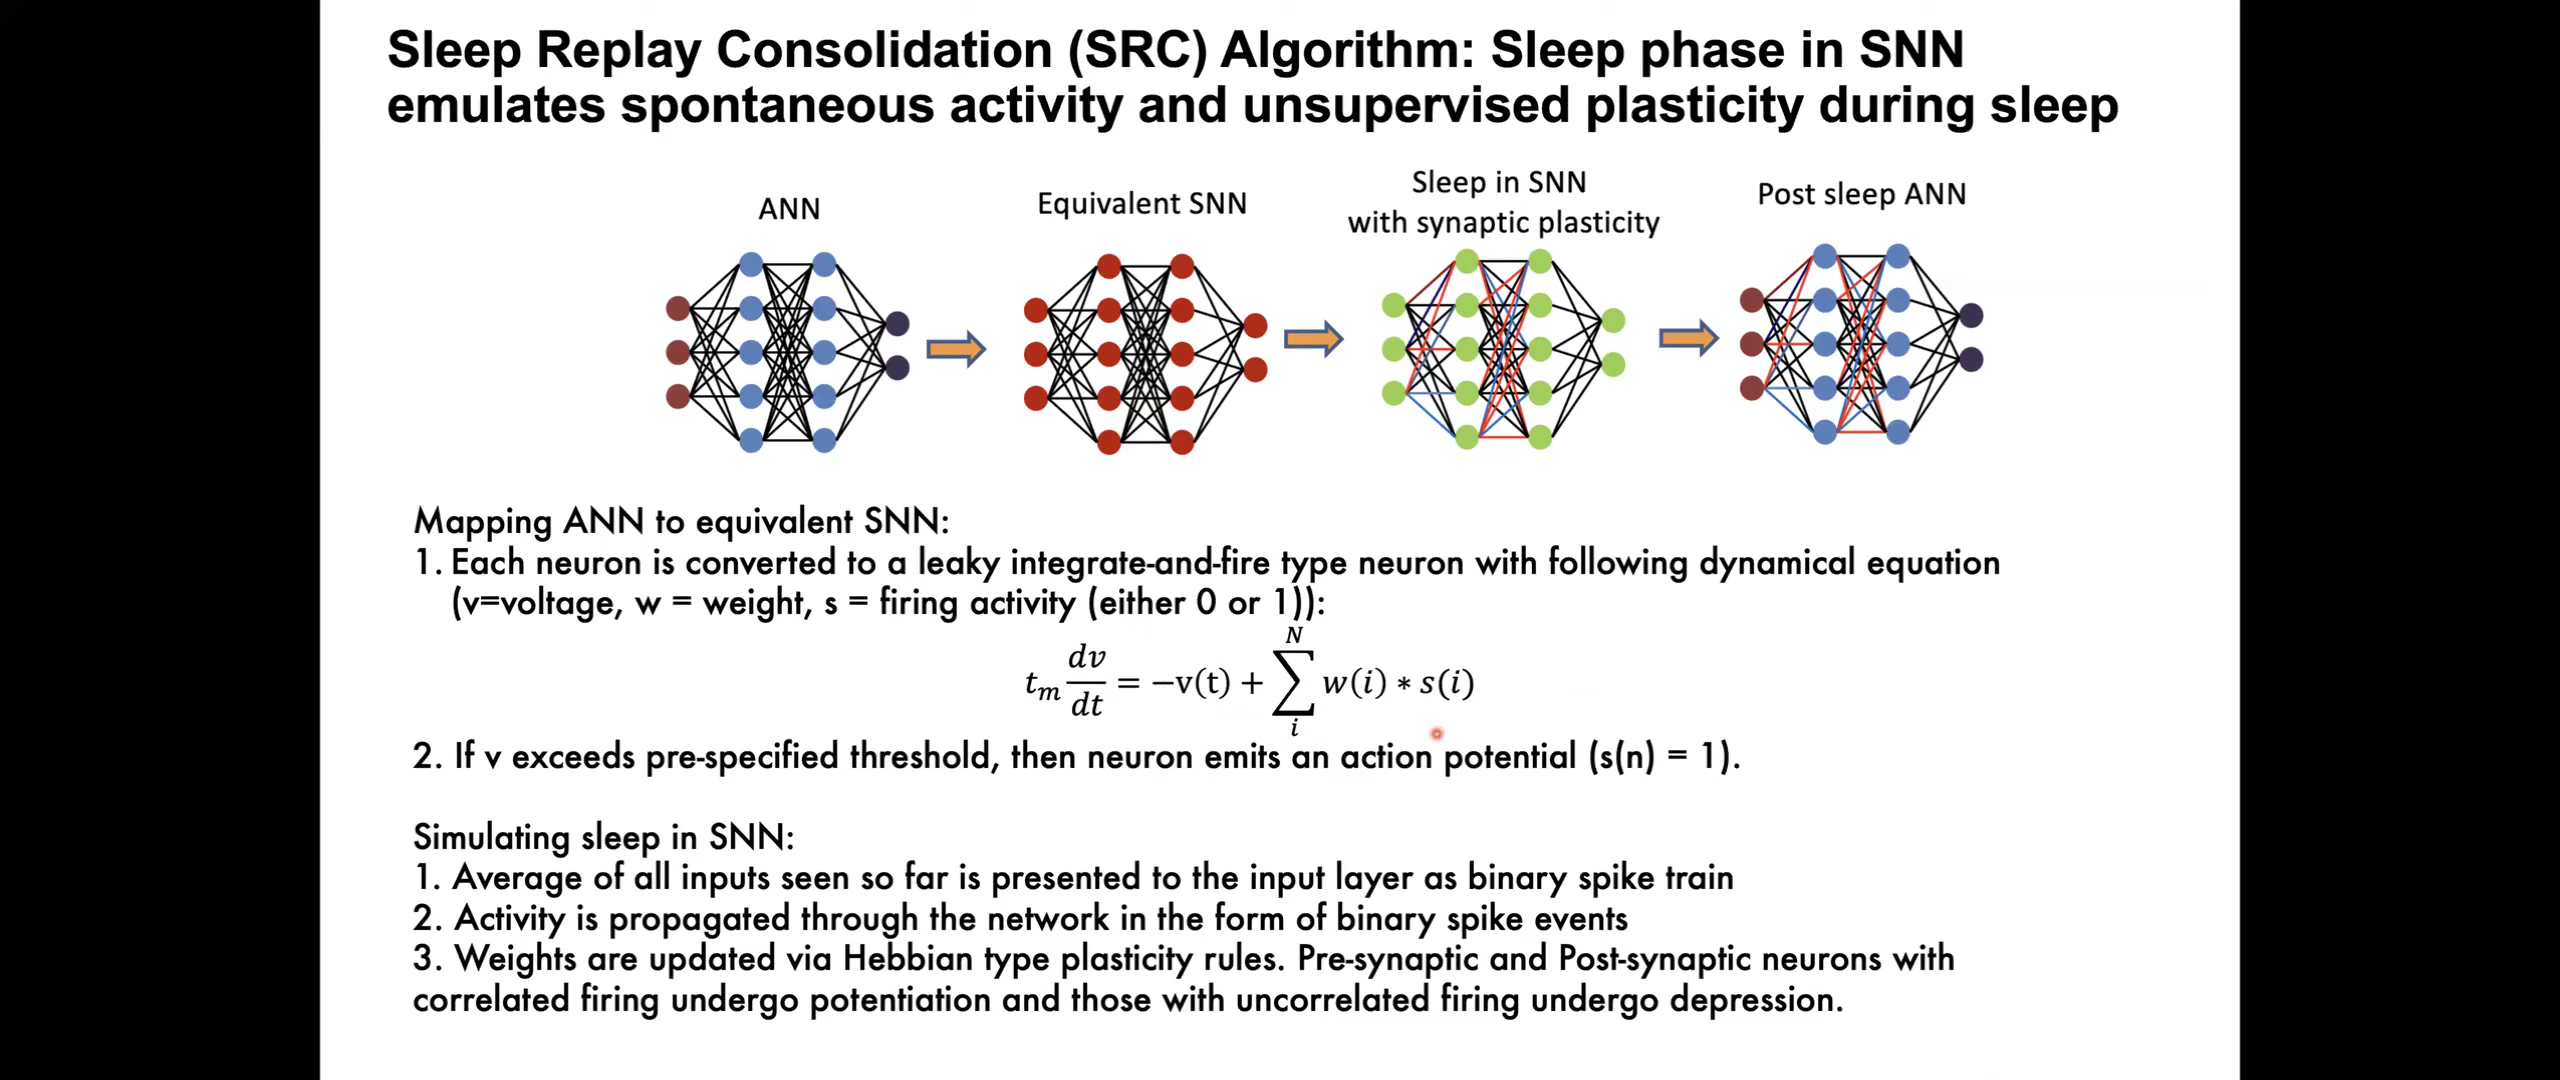 Sleep Replay Consolidation (SRC) Algorithm: Sleep phase in SNN
emulates spontaneous activity and unsupervised plasticity during sleep
ANN
Equivalent SNN
Sleep in SNN
with synaptic plasticity
Post sleep ANN
Mapping ANN to equivalent SNN:
1. Each neuron is converted to a leaky integrate-and-fire type neuron with following dynamical equation
(v=voltage, w = weight, s = firing activity (either 0 or 1)):
t_m dv/dt = −v(t) + ∑_i^N w(i) * s(i)
2. If v exceeds pre-specified threshold, then neuron emits an action potential (s(n) = 1).
Simulating sleep in SNN:
1. Average of all inputs seen so far is presented to the input layer as binary spike train
2. Activity is propagated through the network in the form of binary spike events
3. Weights are updated via Hebbian type plasticity rules. Pre-synaptic and Post-synaptic neurons with
correlated firing undergo potentiation and those with uncorrelated firing undergo depression.